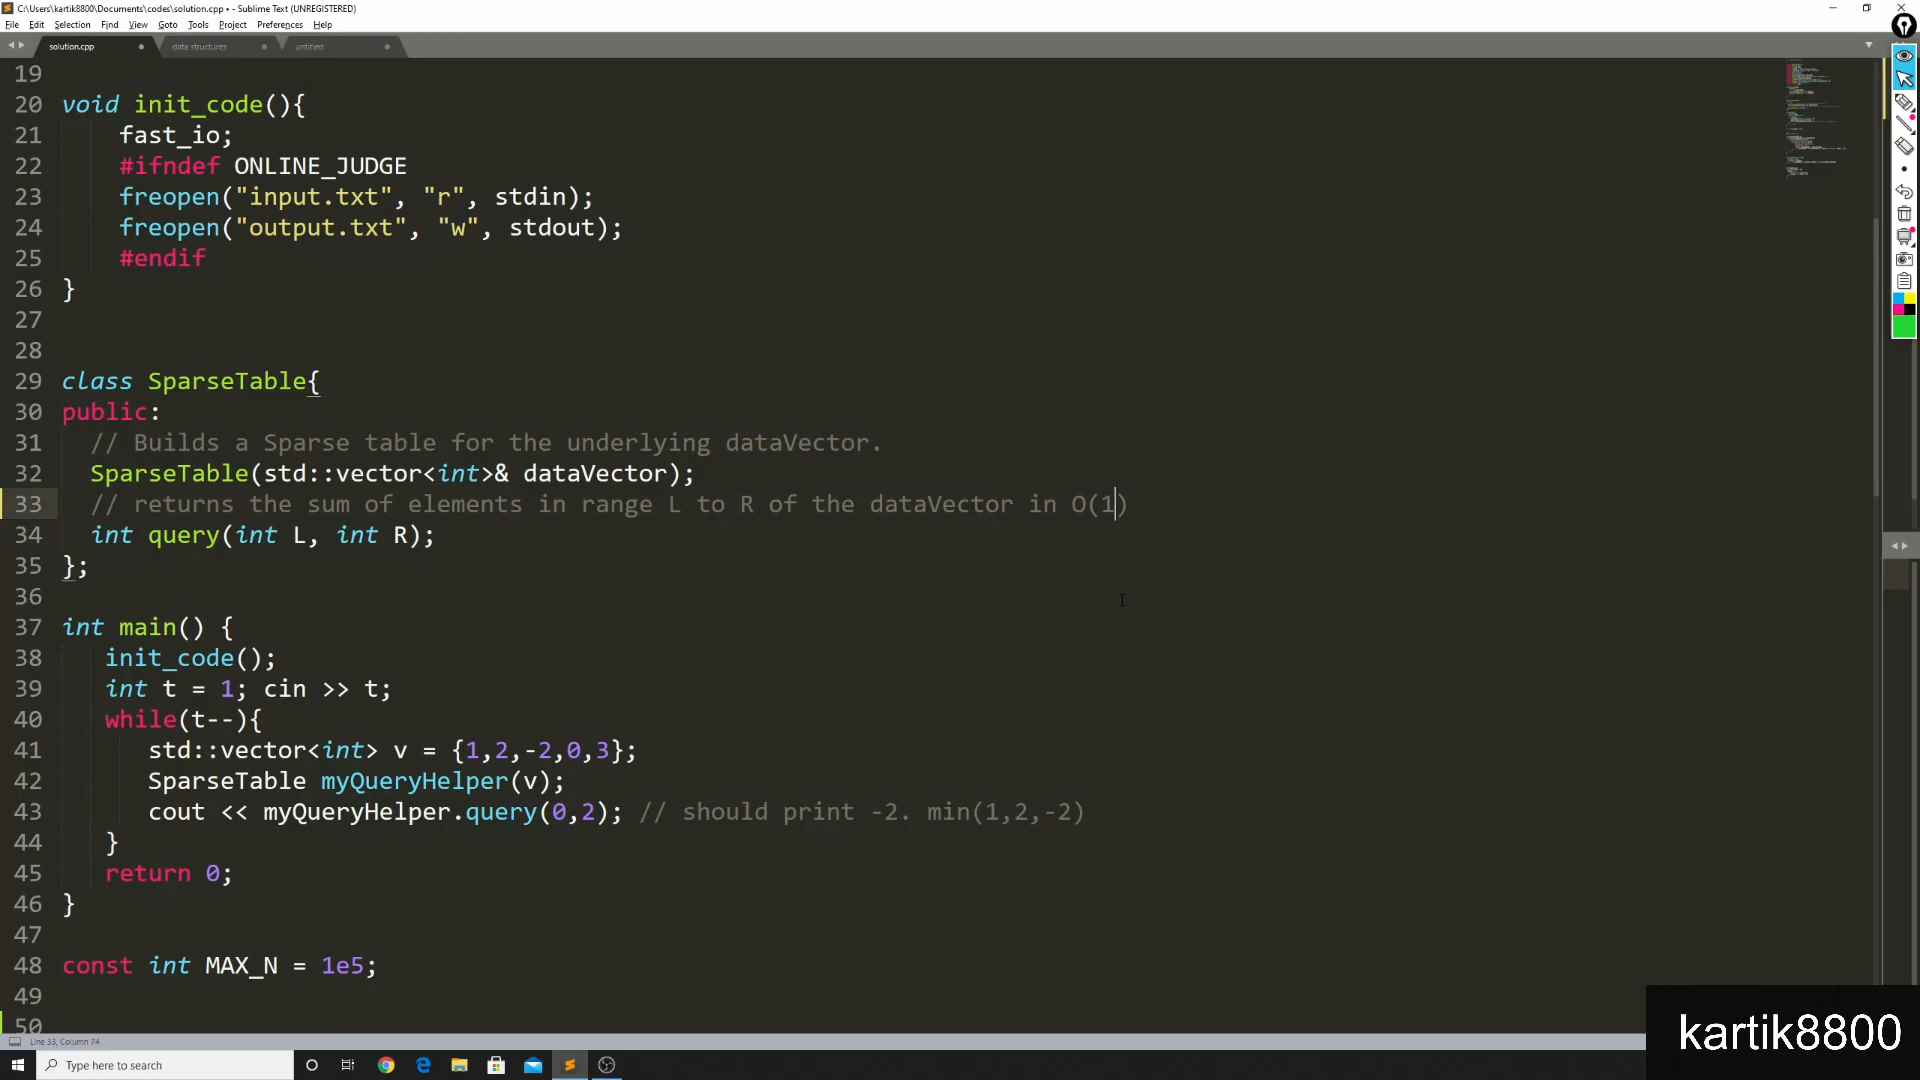 C:\Users\kartik8800\Documents\codes\solution.cpp • - Sublime Text (UNREGISTERED)
File Edit Selection Find View Goto Tools Project Preferences Help
solution.cpp data structures untitled
19
20 void init_code(){
21 fast_io;
22 #ifndef ONLINE_JUDGE
23 freopen("input.txt", "r", stdin);
24 freopen("output.txt", "w", stdout);
25 #endif
26 }
27
28
29 class SparseTable{
30 public:
31 // Builds a Sparse table for the underlying dataVector.
32 SparseTable(std::vector<int>& dataVector);
33 // returns the sum of elements in range L to R of the dataVector in O(1)
34 int query(int L, int R);
35 };
36
37 int main() {
38 init_code();
39 int t = 1; cin >> t;
40 while(t--){
41 std::vector<int> v = {1,2,-2,0,3};
42 SparseTable myQueryHelper(v);
43 cout << myQueryHelper.query(0,2); // should print -2. min(1,2,-2)
44 }
45 return 0;
46 }
47
48 const int MAX_N = 1e5;
49
50
Line 33, Column 74
Type here to search
kartik8800